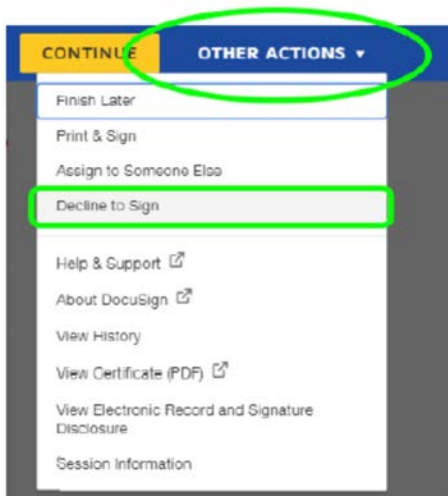 CONTINUE
OTHER ACTIONS
Finish Later
Print & Sign
Assign to Someone Else
Decline to Sign
Help & Support
About DocuSign
View History
View Certificate (PDF)
View Electronic Record and Signature
Disclosure
Session Information